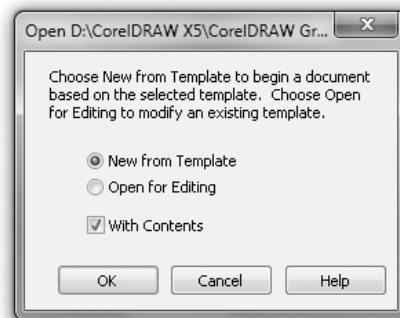 Open D:\CorelDRAW X5\CorelDRAW Gr...
Choose New from Template to begin a document
based on the selected template. Choose Open
for Editing to modify an existing template.
New from Template
Open for Editing
With Contents
OK Cancel Help